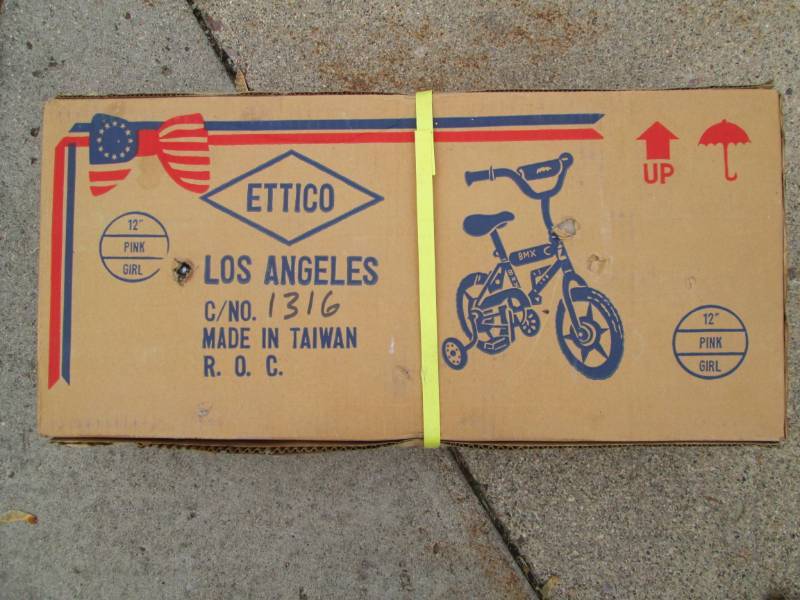 ETTICO
LOS ANGELES
C/NO. 1316
MADE IN TAIWAN
R. O. C.
12"
PINK
GIRL
BMX C
UP
12"
PINK
GIRL